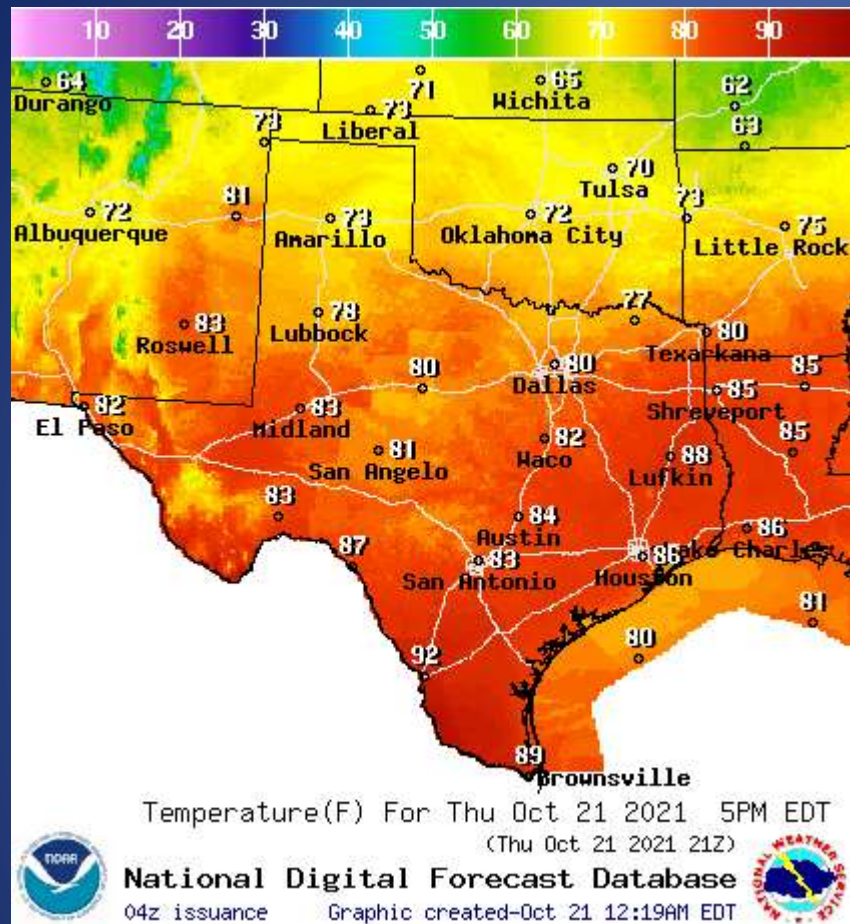 10 20 30 40 50 60 70 80 90
64
Durango
71
65
Wichita
62
73
Liberal
73
63
70
Tulsa
81
72
Albuquerque
73
Amarillo
72
Oklahoma City
73
75
Little Rock
83
Roswell
78
Lubbock
77
80
Texarkana
80
80
Dallas
85
Shreveport
85
82
El Paso
83
Midland
81
San Angelo
82
Waco
88
Lufkin
85
83
84
Austin
86
Lake Charles
87
83
San Antonio
86
Houston
81
80
92
89
Brownsville
Temperature(F) For Thu Oct 21 2021 5PM EDT
(Thu Oct 21 2021 21Z)
NOAA
National Digital Forecast Database
04z issuance Graphic created-Oct 21 12:19AM EDT
NATIONAL WEATHER SERVICE